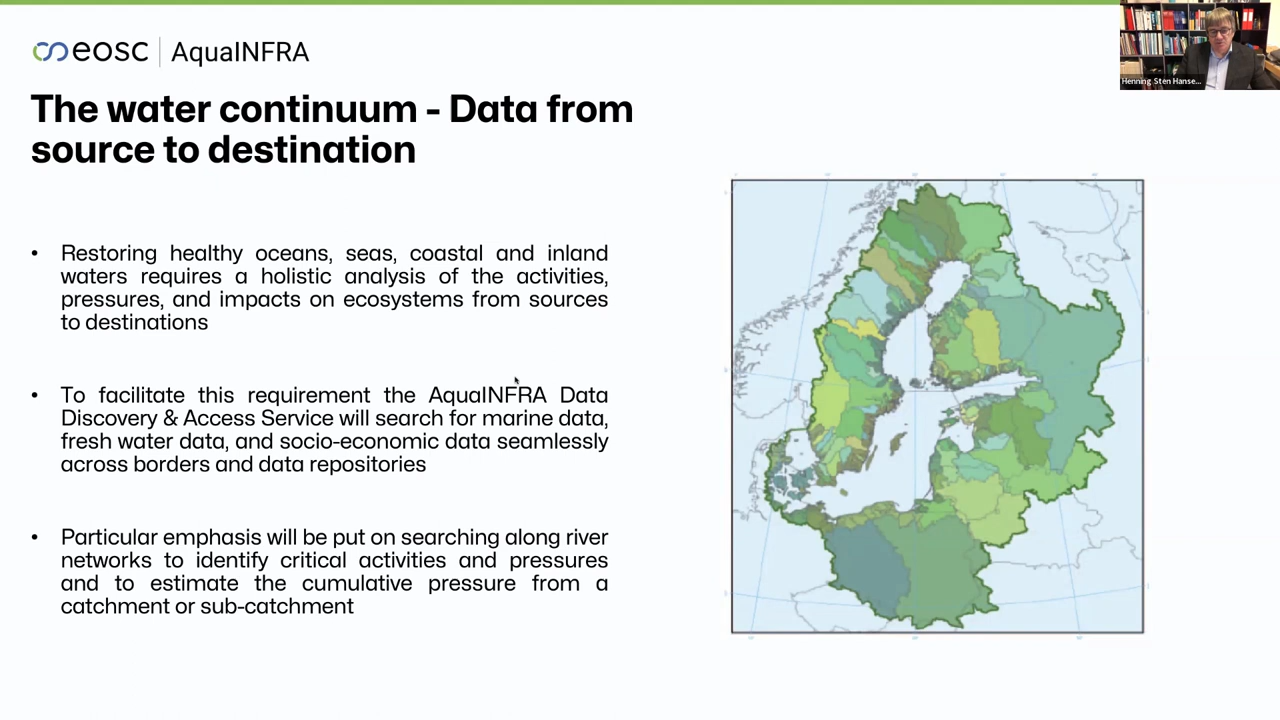 eosc | AquaINFRA
Henning Sten Hanse...
The water continuum - Data from
source to destination
• Restoring healthy oceans, seas, coastal and inland
waters requires a holistic analysis of the activities,
pressures, and impacts on ecosystems from sources
to destinations
• To facilitate this requirement the AquaINFRA Data
Discovery & Access Service will search for marine data,
fresh water data, and socio-economic data seamlessly
across borders and data repositories
• Particular emphasis will be put on searching along river
networks to identify critical activities and pressures
and to estimate the cumulative pressure from a
catchment or sub-catchment